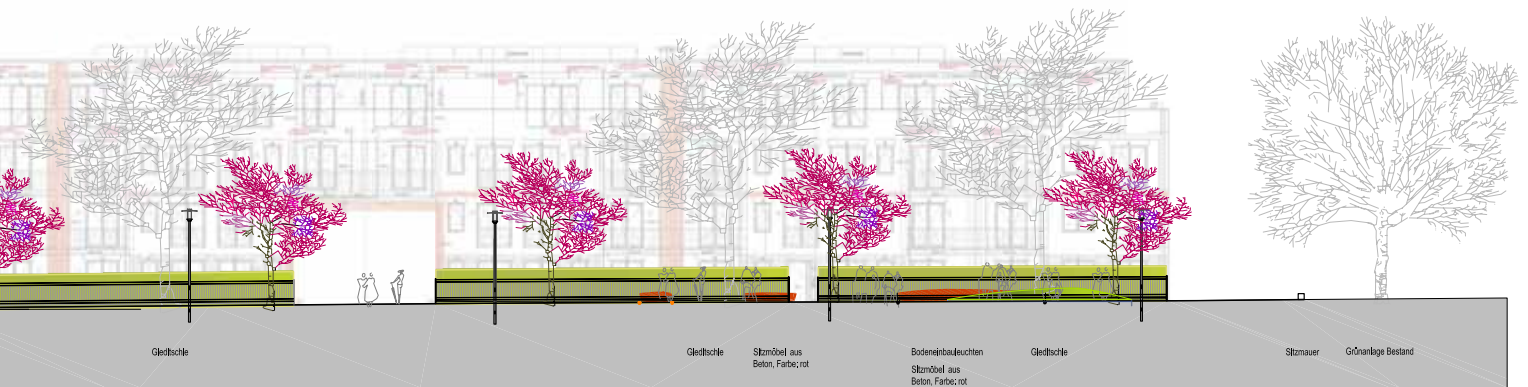 Gleditschie
Gleditschie
Sitzmöbel aus
Beton, Farbe: rot
Bodeneinbauleuchten
Sitzmöbel aus
Beton, Farbe: rot
Gleditschie
Sitzmauer
Grünanlage Bestand